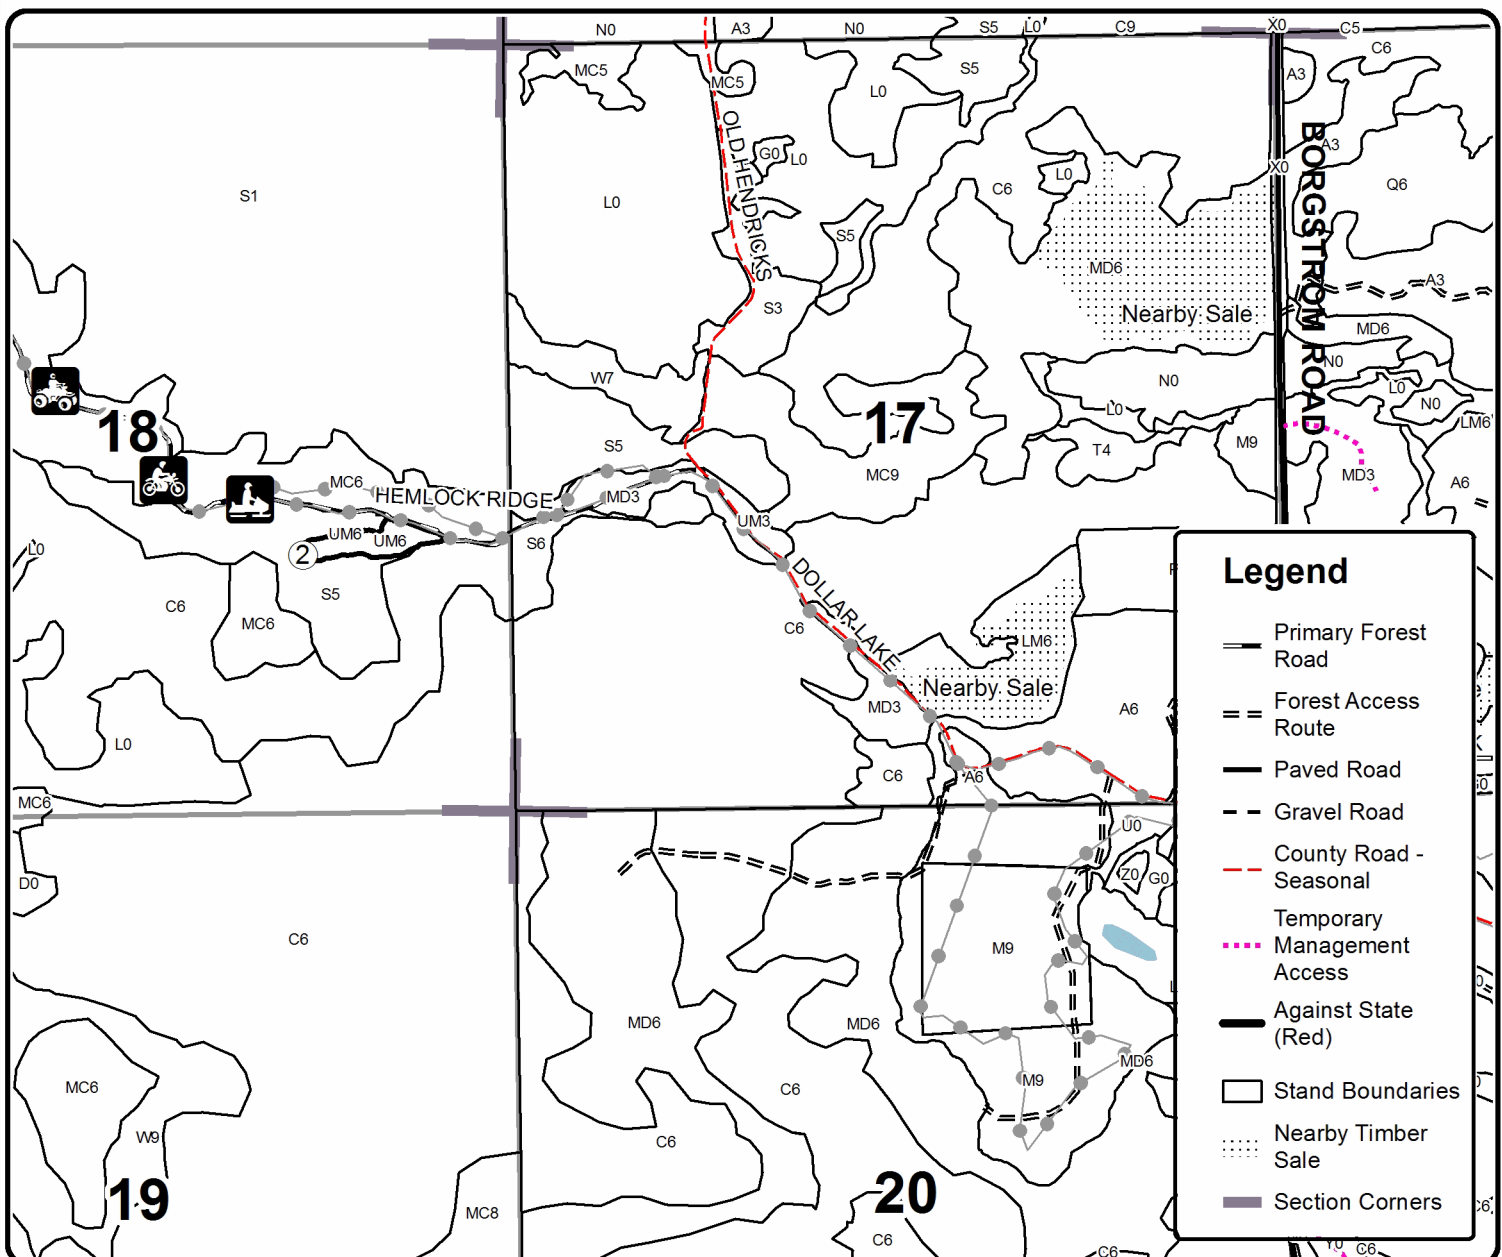 N0
A3
N0
S5
L0
C9
X0
C5
MC5
MC5
L0
S5
A3
C6
BORGSTROM ROAD
OLD HENDRICKS
G0
L0
A3
X0
L0
C6
Q6
S1
L0
S5
MD6
Nearby Sale
A3
S3
MD6
N0
W7
N0
L0
N0
L0
LM6
18
17
S5
T4
M9
MC9
MD3
A6
MC6
HEMLOCK RIDGE
MD3
UM3
UM6
UM6
S6
2
L0
S5
C6
MC6
DOLLAR LAKE
C6
LM6
Nearby Sale
MD3
A6
L0
C6
A6
MC6
U0
D0
Z0
G0
C6
M9
MD6
MD6
MD6
M9
MC6
C6
W9
C6
19
20
MC8
C6
C6
Y0
C6
Legend
Primary Forest
Road
Forest Access
Route
Paved Road
Gravel Road
County Road -
Seasonal
Temporary
Management
Access
Against State
(Red)
Stand Boundaries
Nearby Timber
Sale
Section Corners